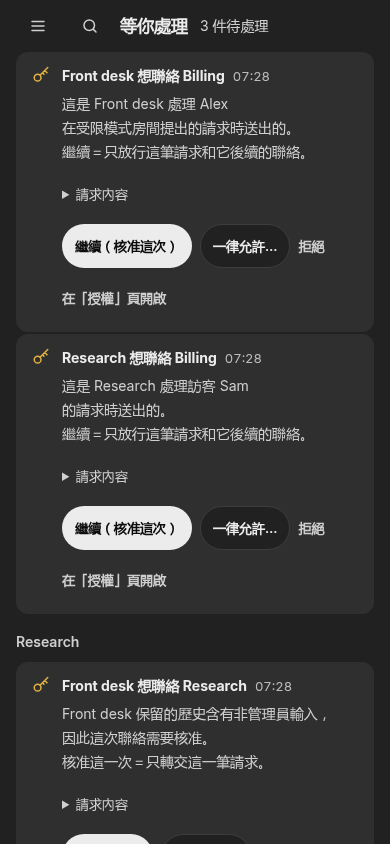 等你處理 3 件待處理
Front desk 想聯絡 Billing 07:28
這是 Front desk 處理 Alex
在受限模式房間提出的請求時送出的。
繼續＝只放行這筆請求和它後續的聯絡。
請求內容
繼續（核准這次） 一律允許… 拒絕
在「授權」頁開啟
Research 想聯絡 Billing 07:28
這是 Research 處理訪客 Sam
的請求時送出的。
繼續＝只放行這筆請求和它後續的聯絡。
請求內容
繼續（核准這次） 一律允許… 拒絕
在「授權」頁開啟
Research
Front desk 想聯絡 Research 07:28
Front desk 保留的歷史含有非管理員輸入，
因此這次聯絡需要核准。
核准這一次＝只轉交這一筆請求。
請求內容